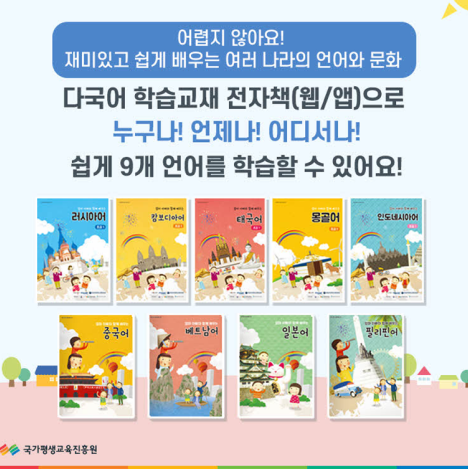 어렵지 않아요!
재미있고 쉽게 배우는 여러 나라의 언어와 문화
다국어 학습교재 전자책(웹/앱)으로
누구나! 언제나! 어디서나!
쉽게 9개 언어를 학습할 수 있어요!
러시아어
캄보디아어
태국어
몽골어
인도네시아어
중국어
베트남어
일본어
필리핀어
국가평생교육진흥원